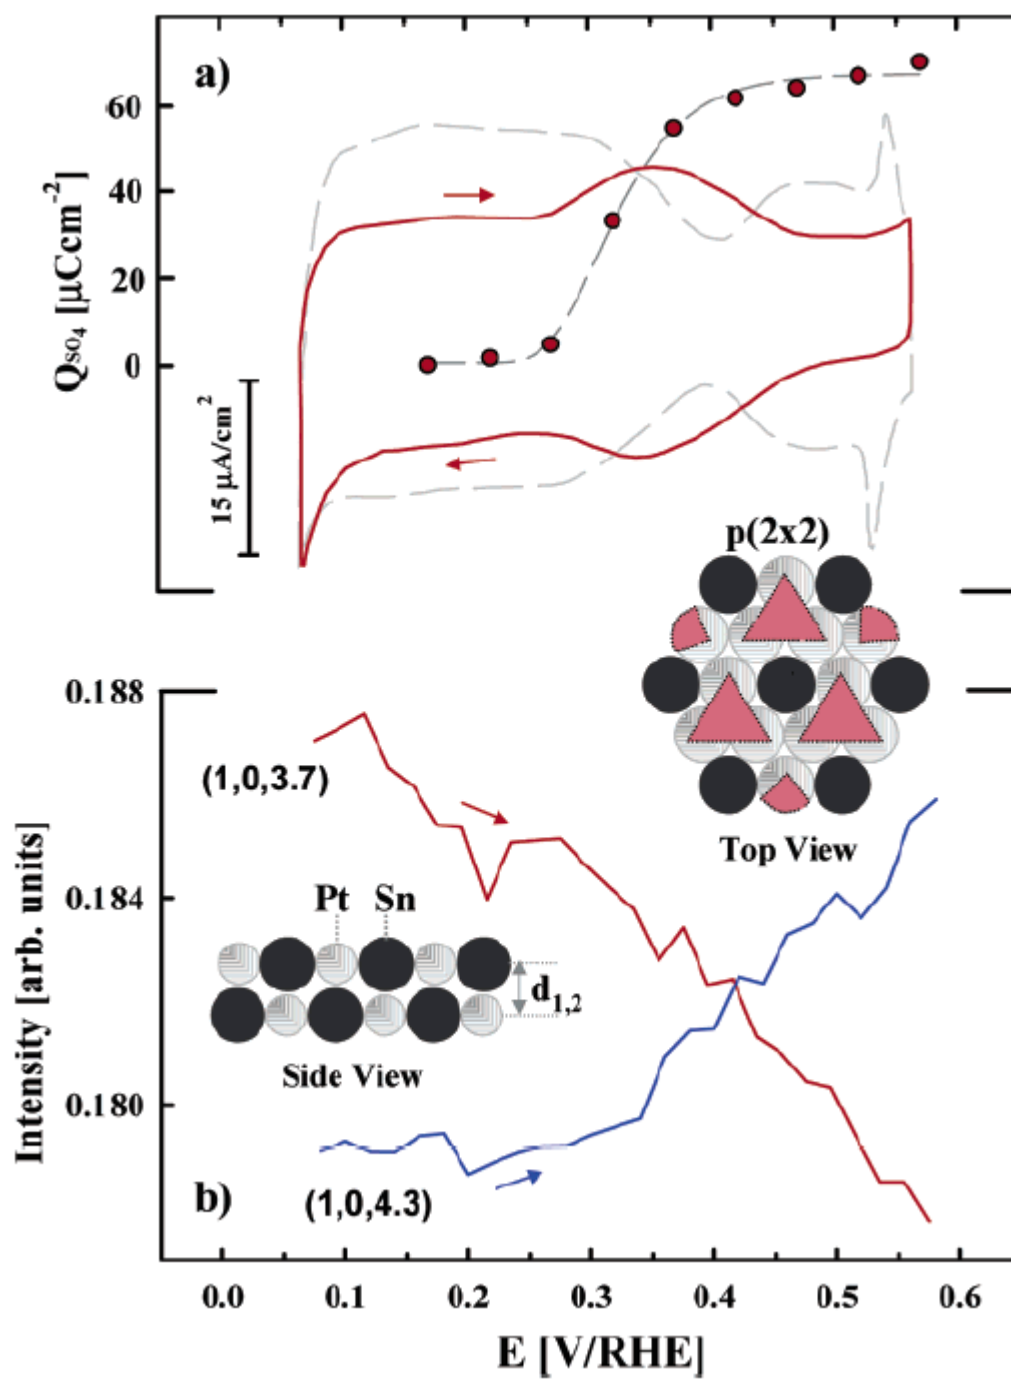 a)
60
40
20
0
Qso₄ [μCcm⁻²]
15 μA/cm²
p(2x2)
Top View
0.188
0.184
0.180
Intensity [arb. units]
(1,0,3.7)
Pt Sn
d₁,₂
Side View
b)
(1,0,4.3)
0.0 0.1 0.2 0.3 0.4 0.5 0.6
E [V/RHE]